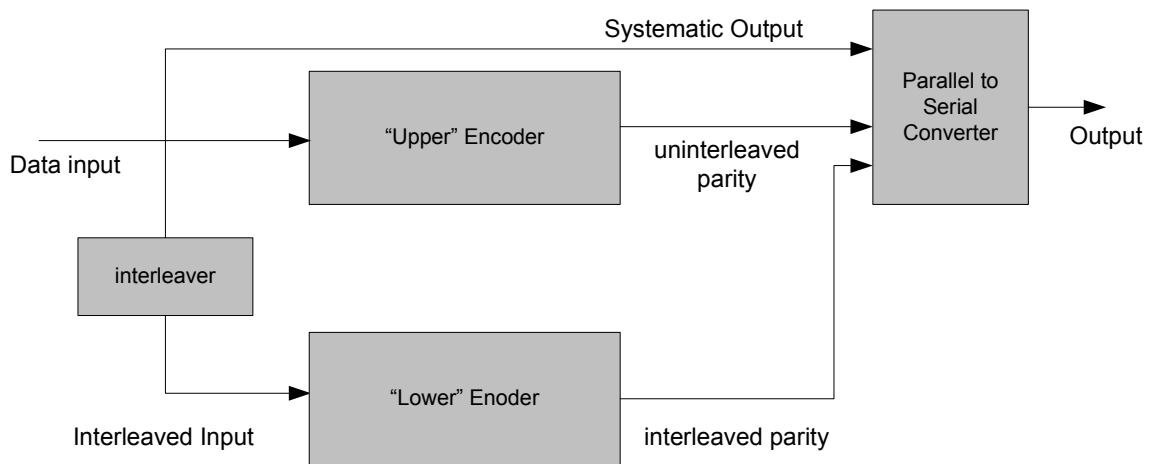 Systematic Output
Parallel to
Serial
Converter
“Upper” Encoder
Data input
uninterleaved
parity
Output
interleaver
“Lower” Enoder
Interleaved Input
interleaved parity